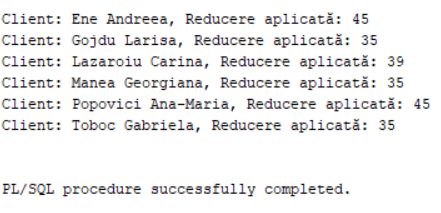 Client: Ene Andreea, Reducere aplicată: 45
Client: Gojdu Larisa, Reducere aplicată: 35
Client: Lazaroiu Carina, Reducere aplicată: 39
Client: Manea Georgiana, Reducere aplicată: 35
Client: Popovici Ana-Maria, Reducere aplicată: 45
Client: Toboc Gabriela, Reducere aplicată: 35
PL/SQL procedure successfully completed.